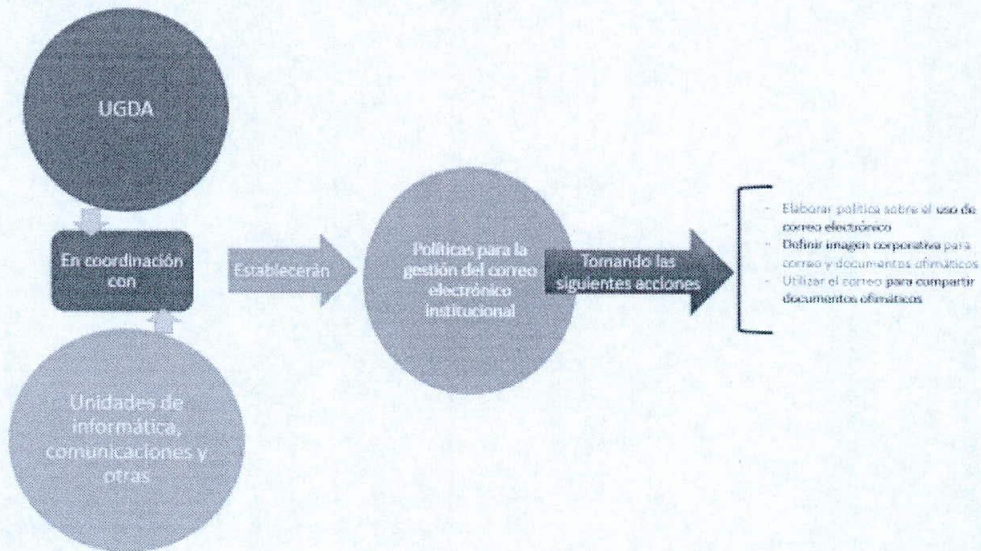 UGDA
En coordinación
con
Unidades de
informática,
comunicaciones y
otras
Establecerán
Políticas para la
gestión del correo
electrónico
institucional
Tomando las
siguientes acciones
- Elaborar política sobre el uso de
correo electrónico
- Definir imagen corporativa para
correo y documentos ofimáticos
- Utilizar el correo para compartir
documentos ofimáticos